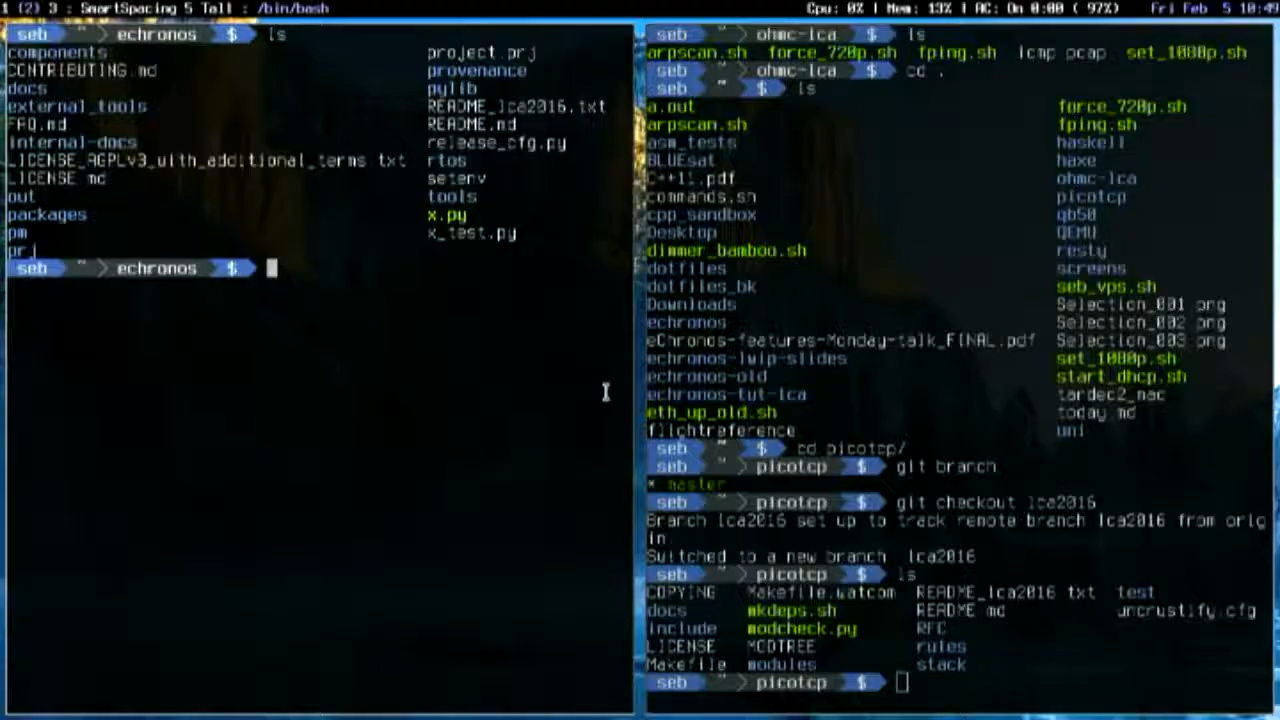 1 (2) 3 : SmartSpacing 5 Tall : /bin/bash
Cpu: 0% | Mem: 13% | AC: On 0:00 ( 97%) Fri Feb 5 10:49
seb ~ echronos $ ls
components project.prj
CONTRIBUTING.md provenance
docs pylib
external_tools README_lca2016.txt
FAQ.md README.md
internal-docs release_cfg.py
LICENSE_AGPLv3_with_additional_terms txt rtos
LICENSE md setenv
out tools
packages x.py
pm x_test.py
prj
seb ~ echronos $
seb ~ ohmc-lca $ ls
arpscan.sh force_720p.sh fping.sh icmp pcap set_1080p.sh
seb ~ ohmc-lca $ cd .
seb ~ $ ls
a.out force_720p.sh
arpscan.sh fping.sh
asm_tests haskell
BLUEsat haxe
C++11.pdf ohmc-lca
commands.sh picotcp
cpp_sandbox qb50
Desktop QEMU
dimmer_bamboo.sh resty
dotfiles screens
dotfiles_bk seb_vps.sh
Downloads Selection_001 png
echronos Selection_002 png
eChronos-features-Monday-talk_FINAL.pdf Selection_003 png
echronos-lwip-slides set_1080p.sh
echronos-old start_dhcp.sh
echronos-tut-lca tardec2_mac
eth_up_old.sh today md
flightreference uni
seb ~ $ cd picotcp/
seb ~ picotcp $ git branch
* master
seb ~ picotcp $ git checkout lca2016
Branch lca2016 set up to track remote branch lca2016 from orig
in.
Switched to a new branch lca2016
seb ~ picotcp $ ls
COPYING Makefile.watcom README_lca2016 txt test
docs mkdeps.sh README md uncrustify.cfg
include modcheck.py RFC
LICENSE MODTREE rules
Makefile modules stack
seb ~ picotcp $